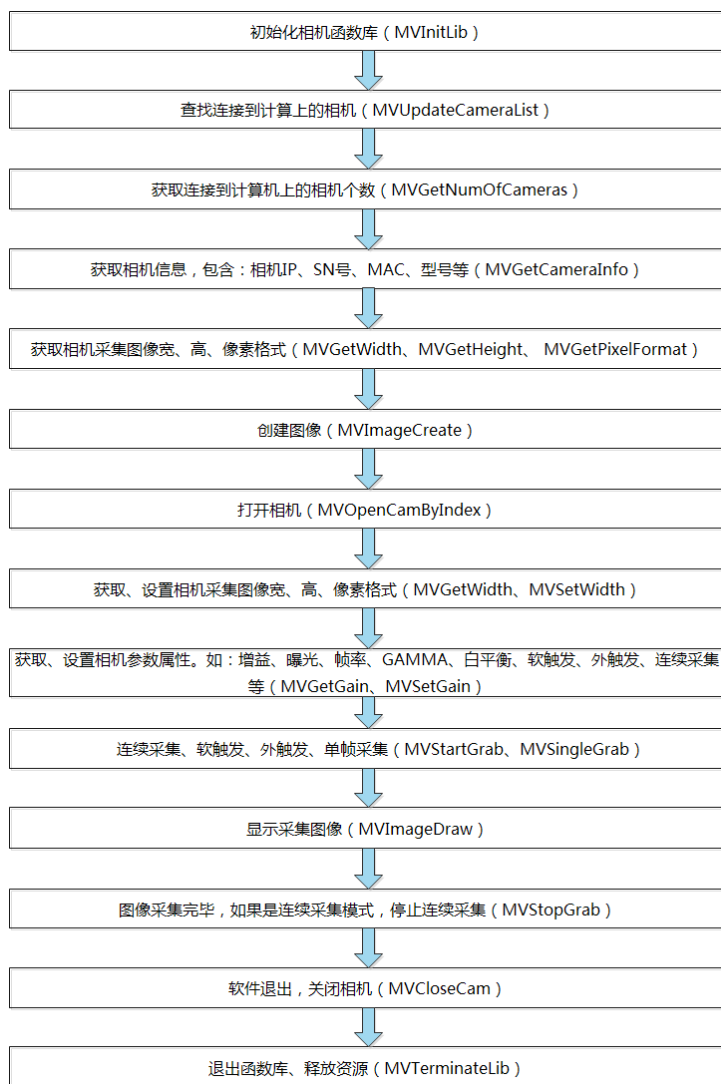 初始化相机函数库（MVInitLib）
查找连接到计算上的相机（MVUpdateCameraList）
获取连接到计算机上的相机个数（MVGetNumOfCameras）
获取相机信息，包含：相机IP、SN号、MAC、型号等（MVGetCameraInfo）
获取相机采集图像宽、高、像素格式（MVGetWidth、MVGetHeight、 MVGetPixelFormat）
创建图像（MVImageCreate）
打开相机（MVOpenCamByIndex）
获取、设置相机采集图像宽、高、像素格式（MVGetWidth、MVSetWidth）
获取、设置相机参数属性。如：增益、曝光、帧率、GAMMA、白平衡、软触发、外触发、连续采集
等（MVGetGain、MVSetGain）
连续采集、软触发、外触发、单帧采集（MVStartGrab、MVSingleGrab）
显示采集图像（MVImageDraw）
图像采集完毕，如果是连续采集模式，停止连续采集（MVStopGrab）
软件退出，关闭相机（MVCloseCam）
退出函数库、释放资源（MVTerminateLib）